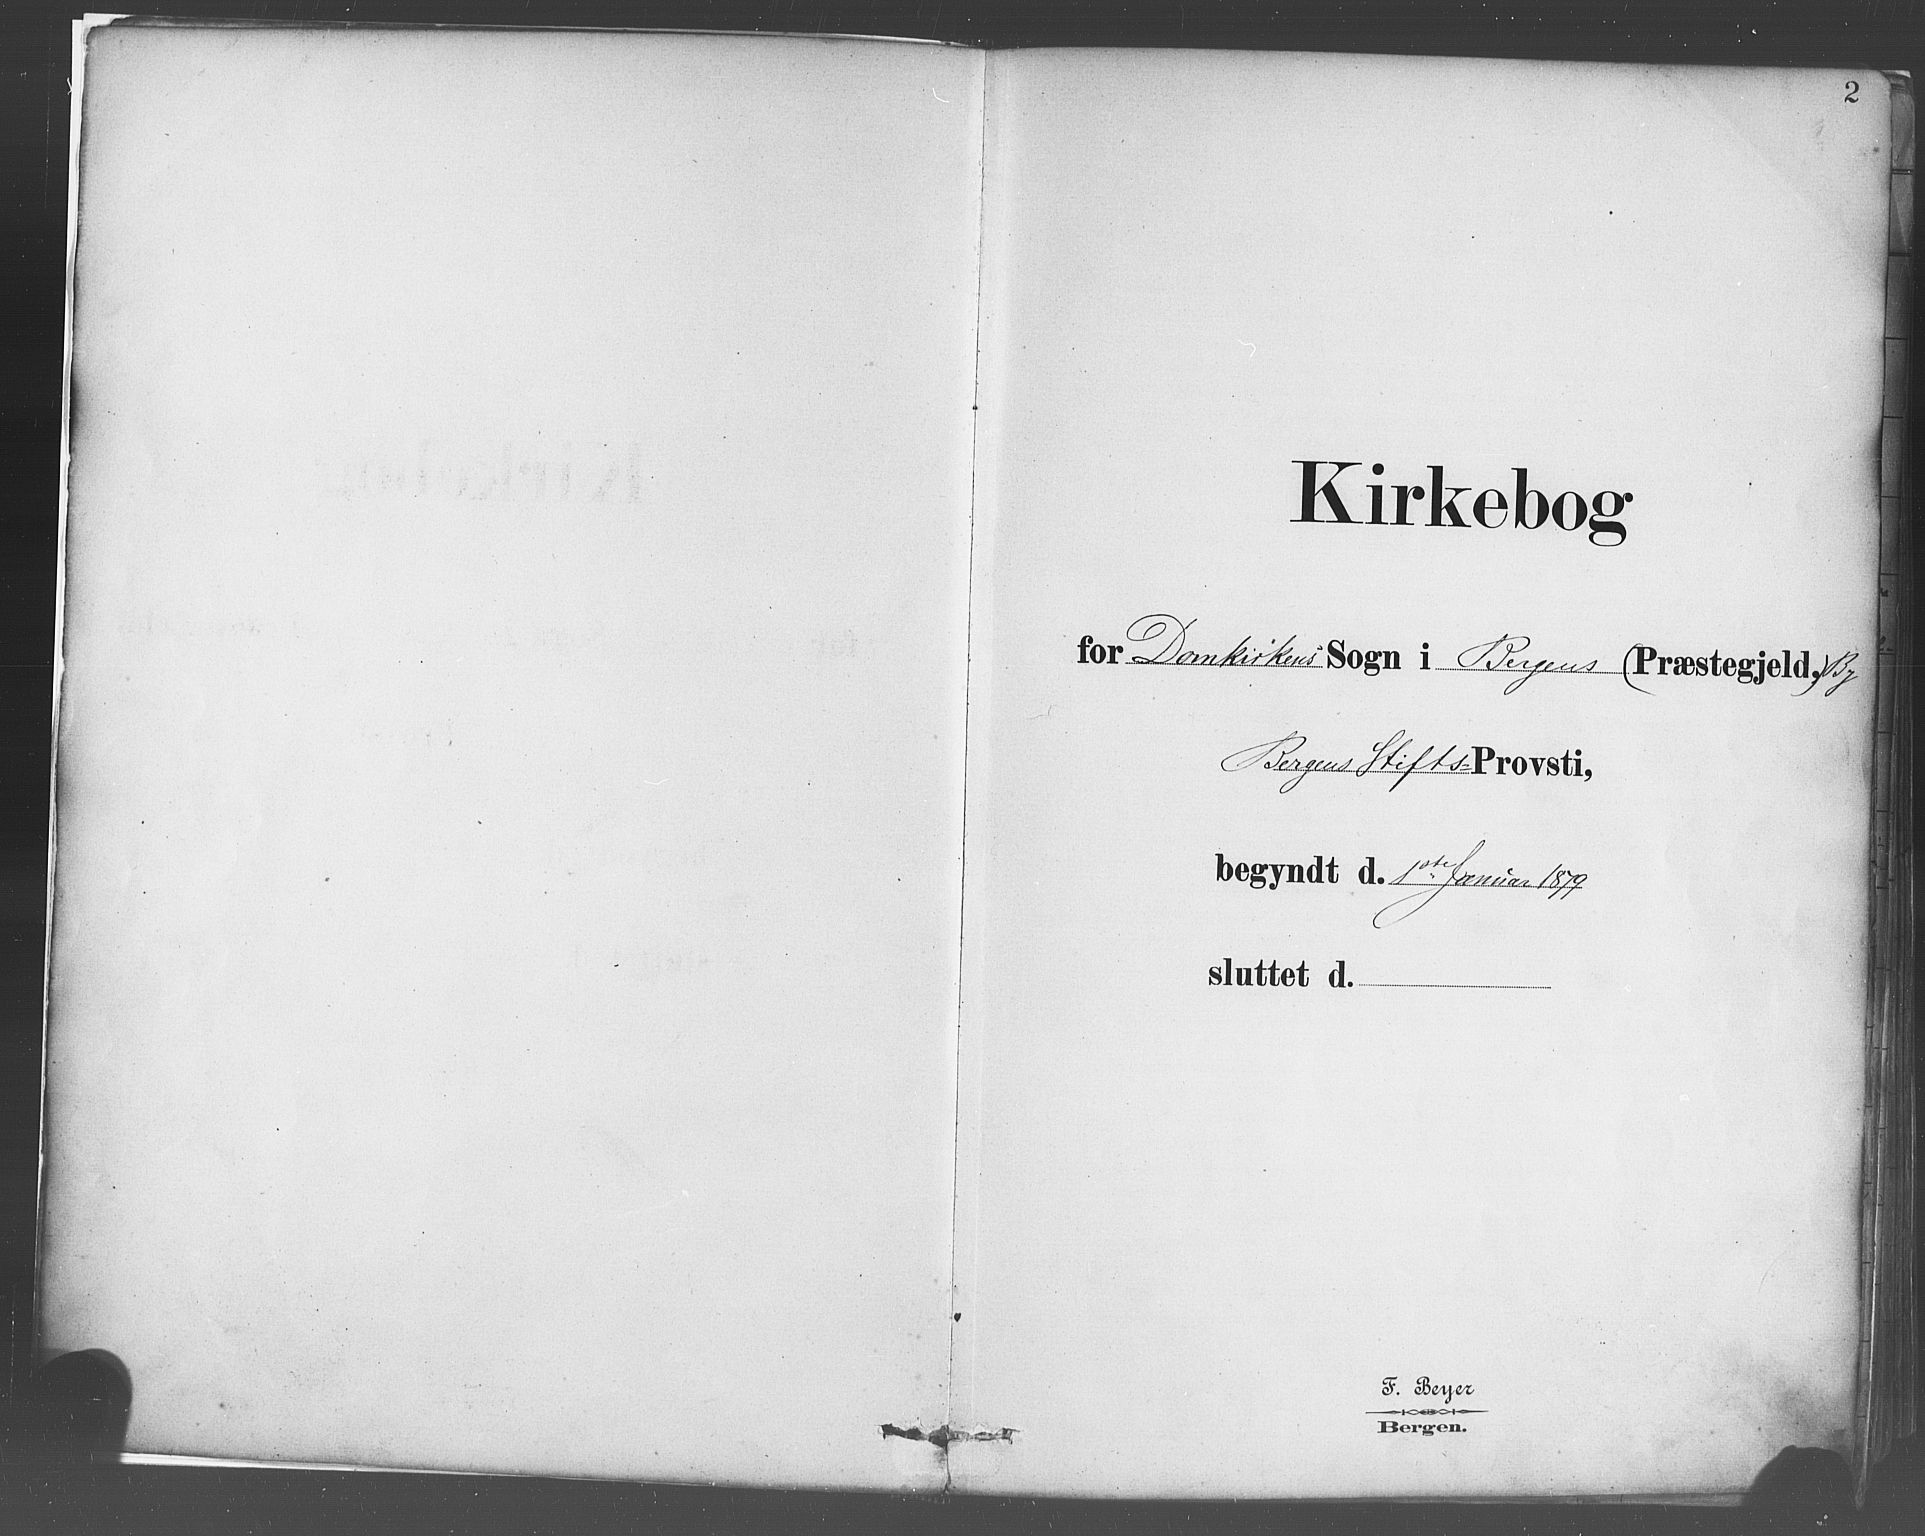 2
Kirkebog
for Domkirkens Sogn i Bergens (Præstegjeld,) By
Bergens Stifts-Provsti,
begyndt d. 1ste Januar 1879
sluttet d.
F. Beyer
Bergen.